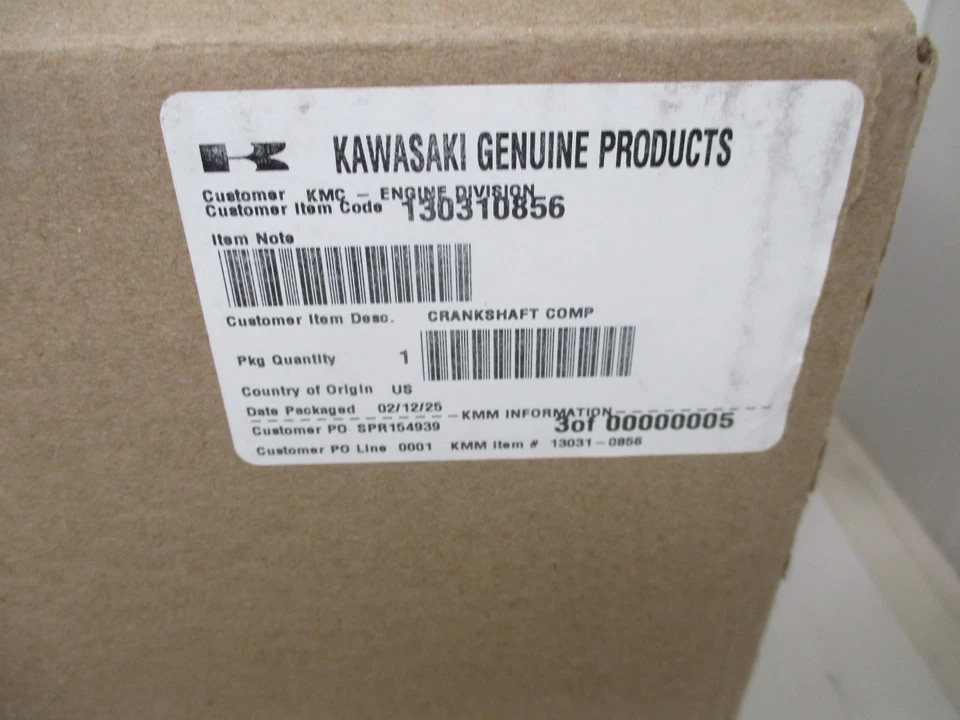 KAWASAKI GENUINE PRODUCTS
Customer KMC - ENGINE DIVISION
Customer Item Code 130310856
Item Note
Customer Item Desc. CRANKSHAFT COMP
Pkg Quantity 1
Country of Origin US
Date Packaged 02/12/25
KMM INFORMATION
Customer PO SPR154939 3of 00000005
Customer PO Line 0001 KMM Item # 13031-0856